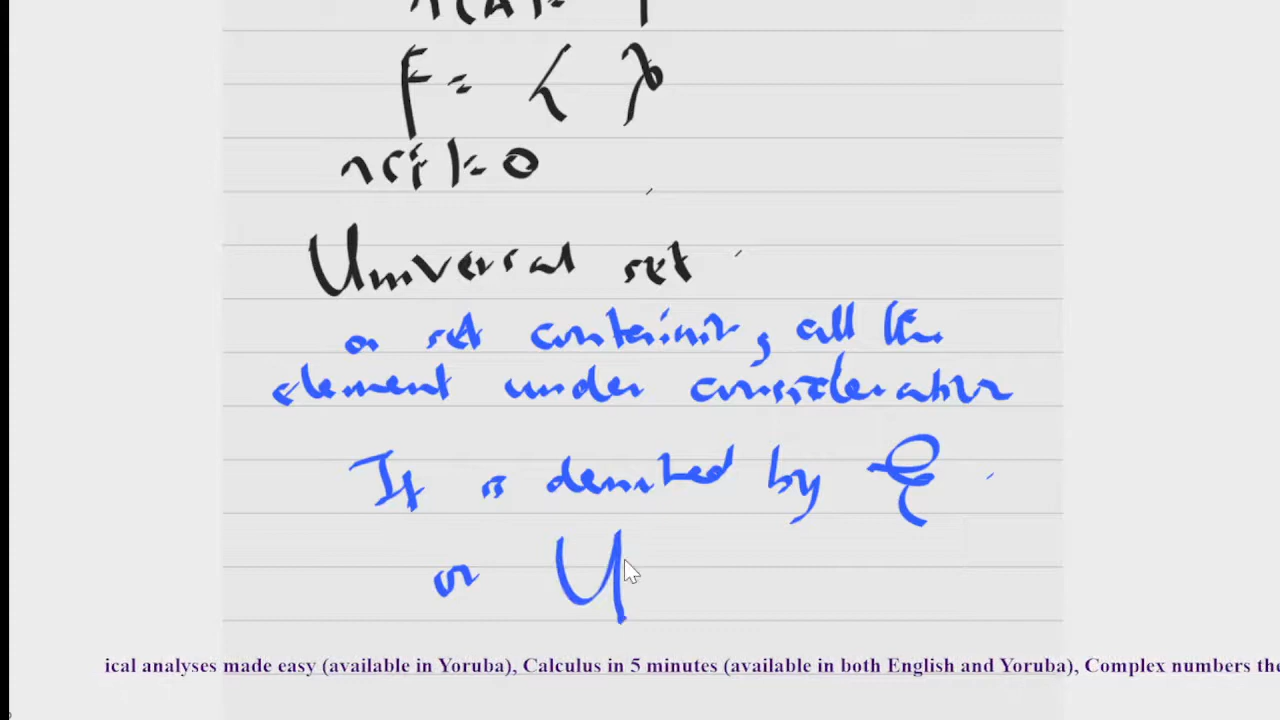 F = { }
n(F) = 0
Universal set
a set containing all the
element under consideration
It is denoted by ξ
or U
ical analyses made easy (available in Yoruba), Calculus in 5 minutes (available in both English and Yoruba), Complex numbers the